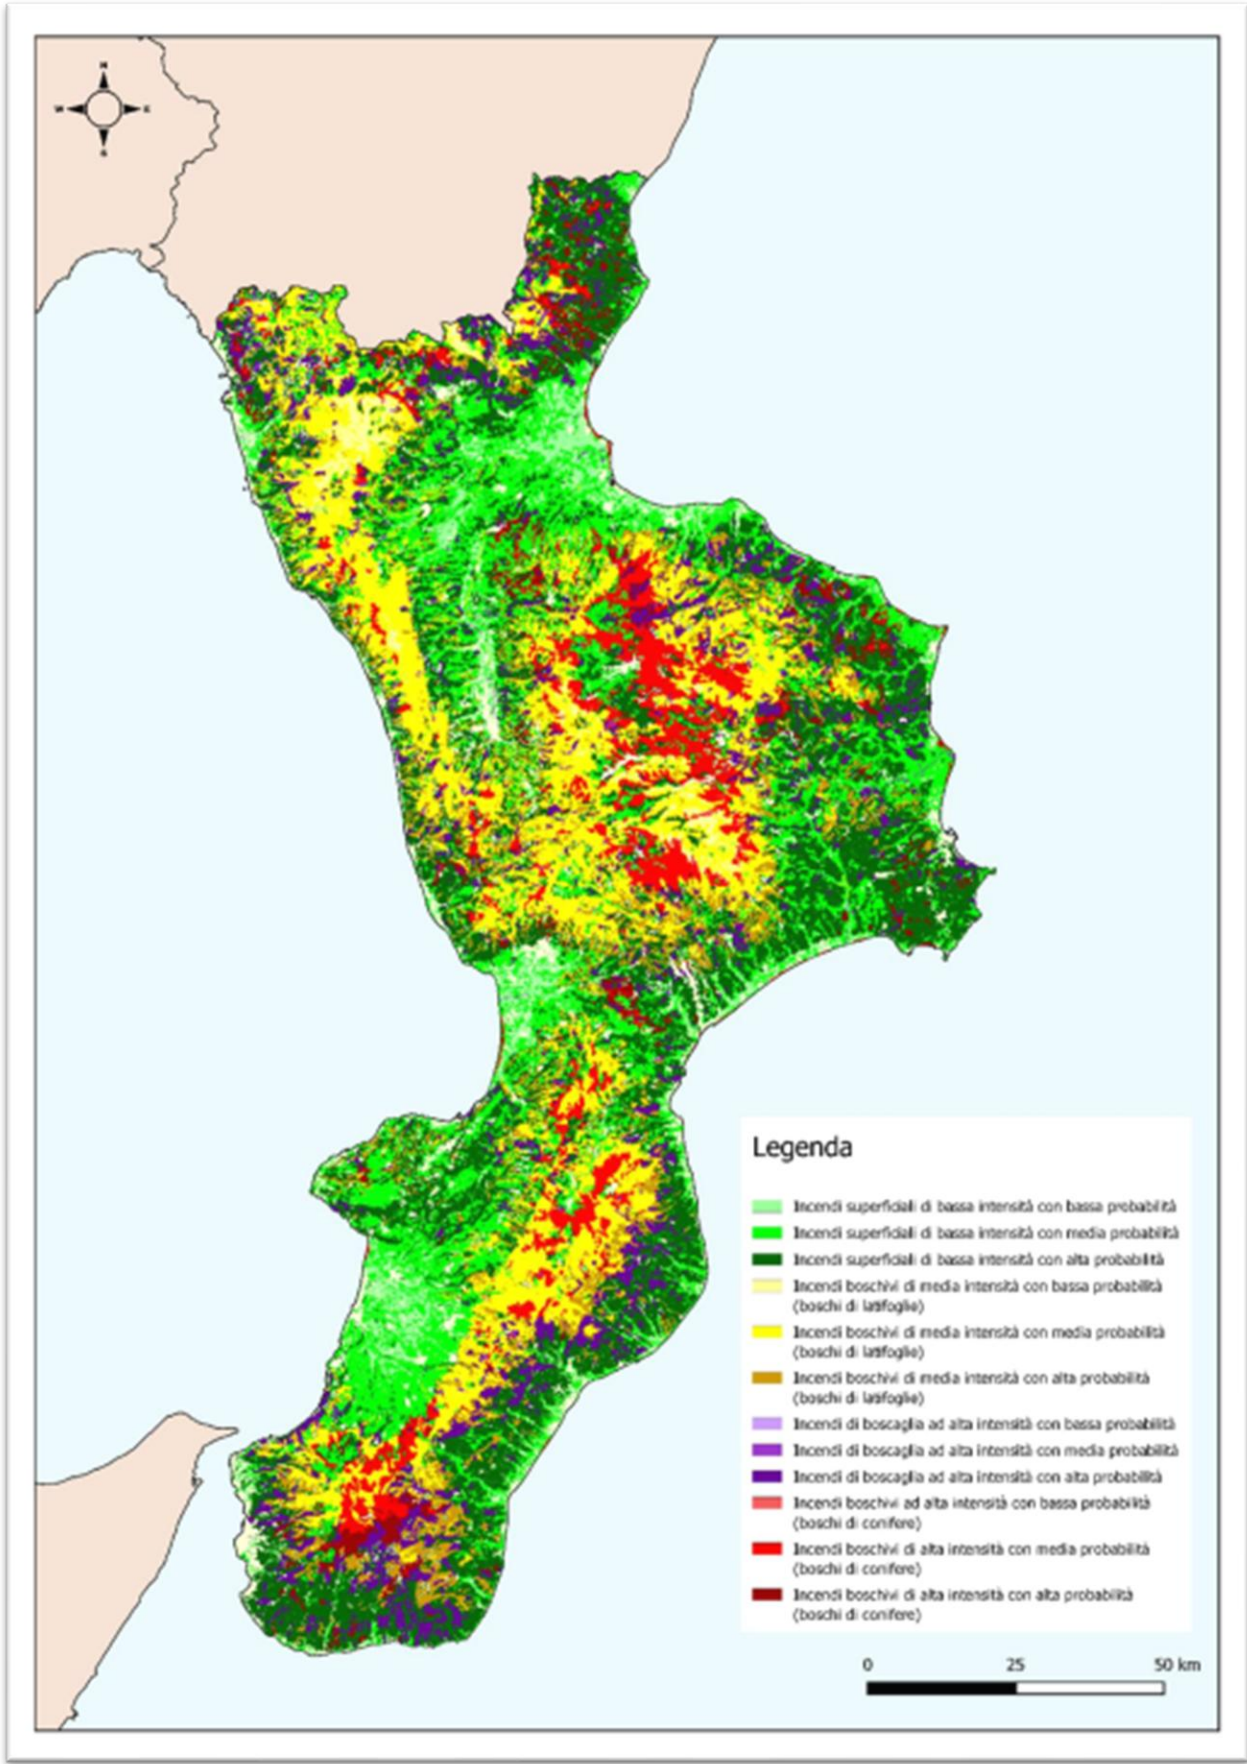 N
W
E
S
Legenda
Incendi superficiali di bassa intensità con bassa probabilità
Incendi superficiali di bassa intensità con media probabilità
Incendi superficiali di bassa intensità con alta probabilità
Incendi boschivi di media intensità con bassa probabilità
(boschi di latifoglie)
Incendi boschivi di media intensità con media probabilità
(boschi di latifoglie)
Incendi boschivi di media intensità con alta probabilità
(boschi di latifoglie)
Incendi di boscaglia ad alta intensità con bassa probabilità
Incendi di boscaglia ad alta intensità con media probabilità
Incendi di boscaglia ad alta intensità con alta probabilità
Incendi boschivi ad alta intensità con bassa probabilità
(boschi di conifere)
Incendi boschivi di alta intensità con media probabilità
(boschi di conifere)
Incendi boschivi di alta intensità con alta probabilità
(boschi di conifere)
0 25 50 km